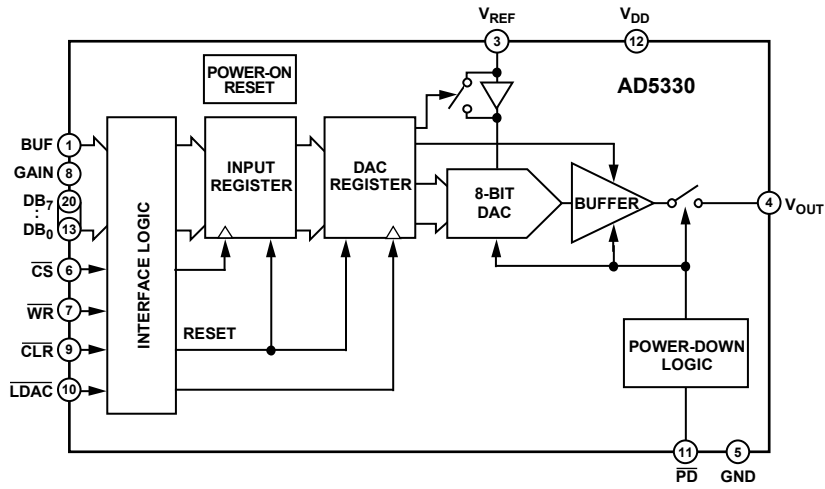 VREF
VDD
3
12
POWER-ON
RESET
AD5330
BUF
1
GAIN
8
DB7
20
:
DB0
13
CS
6
WR
7
CLR
9
LDAC
10
INTERFACE LOGIC
INPUT
REGISTER
DAC
REGISTER
8-BIT
DAC
BUFFER
4
VOUT
RESET
POWER-DOWN
LOGIC
11
5
PD
GND